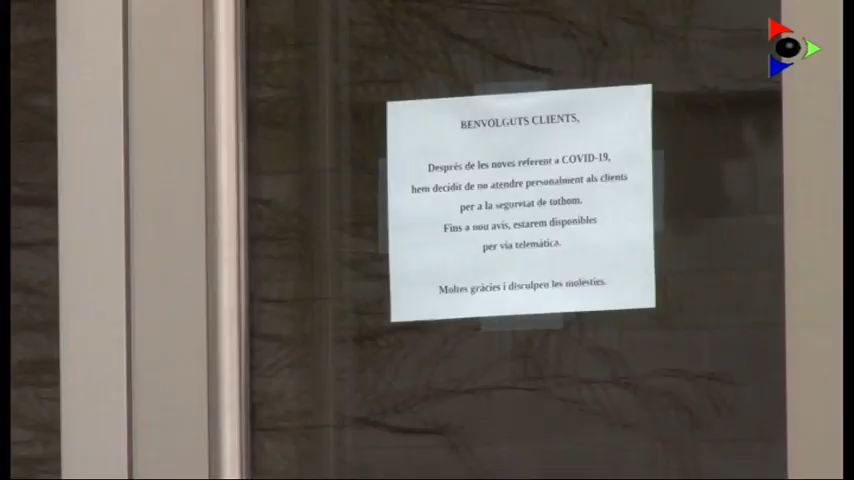 BENVOLGUTS CLIENTS,
Després de les noves referent a COVID-19,
hem decidit de no atendre personalment als clients
per a la seguretat de tothom.
Fins a nou avís, estarem disponibles
per via telemàtica.
Moltes gràcies i disculpeu les molèsties.